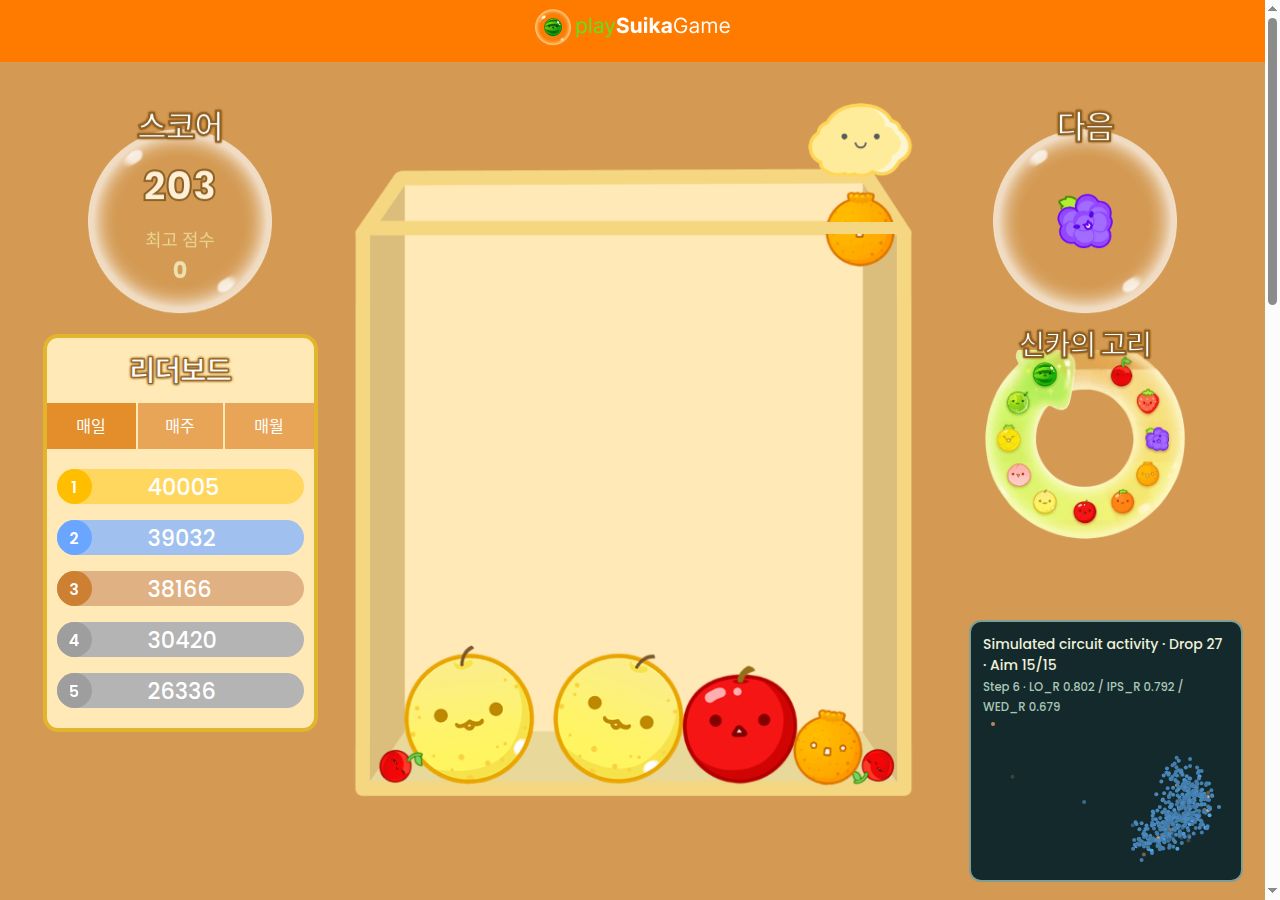 playSuikaGame
스코어
203
최고 점수
0
다음
리더보드
매일 매주 매월
1 40005
2 39032
3 38166
4 30420
5 26336
신카의 고리
Simulated circuit activity · Drop 27
· Aim 15/15
Step 6 · LO_R 0.802 / IPS_R 0.792 /
WED_R 0.679